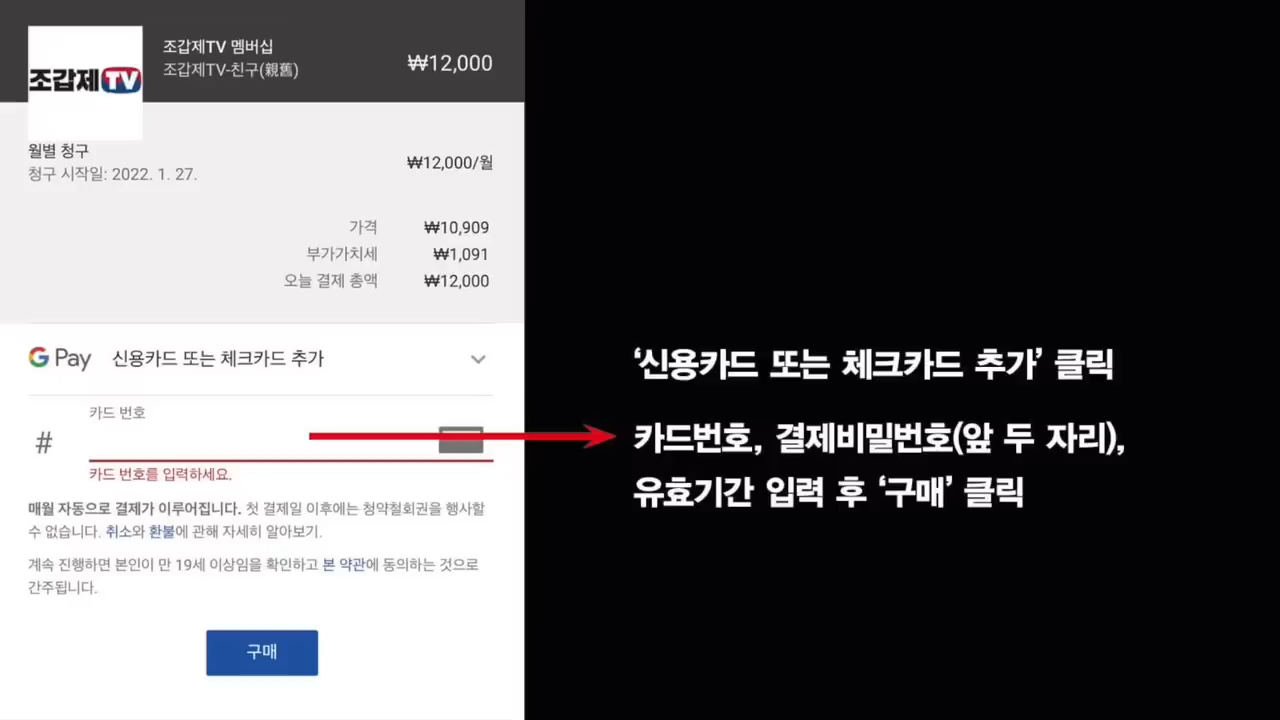 조갑제TV
조갑제TV 멤버십
조갑제TV-친구(親舊)
₩12,000
월별 청구
청구 시작일: 2022. 1. 27.
₩12,000/월
가격 ₩10,909
부가가치세 ₩1,091
오늘 결제 총액 ₩12,000
G Pay 신용카드 또는 체크카드 추가
카드 번호
#
카드 번호를 입력하세요.
매월 자동으로 결제가 이루어집니다. 첫 결제일 이후에는 청약철회권을 행사할
수 없습니다. 취소와 환불에 관해 자세히 알아보기.
계속 진행하면 본인이 만 19세 이상임을 확인하고 본 약관에 동의하는 것으로
간주됩니다.
구매
‘신용카드 또는 체크카드 추가’ 클릭
카드번호, 결제비밀번호(앞 두 자리),
유효기간 입력 후 ‘구매’ 클릭